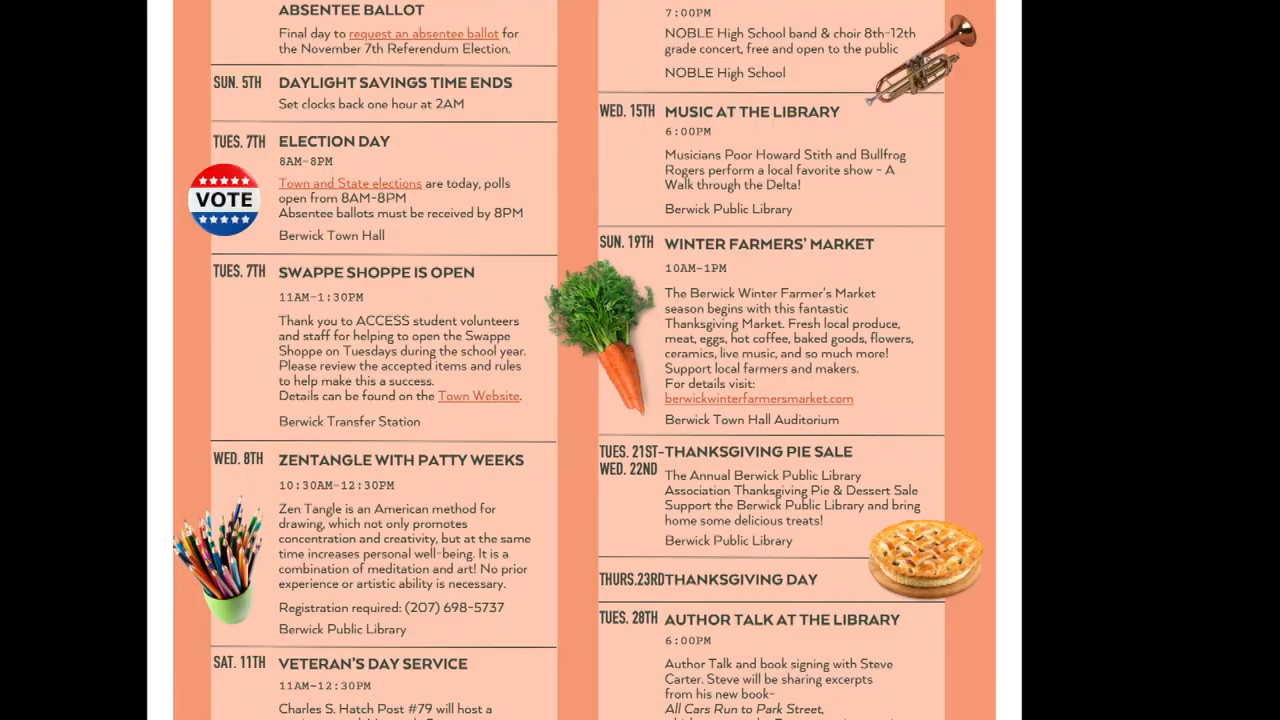 ABSENTEE BALLOT
Final day to request an absentee ballot for
the November 7th Referendum Election.
SUN. 5TH DAYLIGHT SAVINGS TIME ENDS
Set clocks back one hour at 2AM
TUES. 7TH ELECTION DAY
8AM-8PM
Town and State elections are today, polls
open from 8AM-8PM
Absentee ballots must be received by 8PM
VOTE
Berwick Town Hall
TUES. 7TH SWAPPE SHOPPE IS OPEN
11AM-1:30PM
Thank you to ACCESS student volunteers
and staff for helping to open the Swappe
Shoppe on Tuesdays during the school year.
Please review the accepted items and rules
to help make this a success.
Details can be found on the Town Website.
Berwick Transfer Station
WED. 8TH ZENTANGLE WITH PATTY WEEKS
10:30AM-12:30PM
Zen Tangle is an American method for
drawing, which not only promotes
concentration and creativity, but at the same
time increases personal well-being. It is a
combination of meditation and art! No prior
experience or artistic ability is necessary.
Registration required: (207) 698-5737
Berwick Public Library
SAT. 11TH VETERAN'S DAY SERVICE
11AM-12:30PM
Charles S. Hatch Post #79 will host a
7:00PM
NOBLE High School band & choir 8th-12th
grade concert, free and open to the public
NOBLE High School
WED. 15TH MUSIC AT THE LIBRARY
6:00PM
Musicians Poor Howard Stith and Bullfrog
Rogers perform a local favorite show - A
Walk through the Delta!
Berwick Public Library
SUN. 19TH WINTER FARMERS' MARKET
10AM-1PM
The Berwick Winter Farmer's Market
season begins with this fantastic
Thanksgiving Market. Fresh local produce,
meat, eggs, hot coffee, baked goods, flowers,
ceramics, live music, and so much more!
Support local farmers and makers.
For details visit:
berwickwinterfarmersmarket.com
Berwick Town Hall Auditorium
TUES. 21ST- THANKSGIVING PIE SALE
WED. 22ND
The Annual Berwick Public Library
Association Thanksgiving Pie & Dessert Sale
Support the Berwick Public Library and bring
home some delicious treats!
Berwick Public Library
THURS.23RD THANKSGIVING DAY
TUES. 28TH AUTHOR TALK AT THE LIBRARY
6:00PM
Author Talk and book signing with Steve
Carter. Steve will be sharing excerpts
from his new book-
All Cars Run to Park Street,